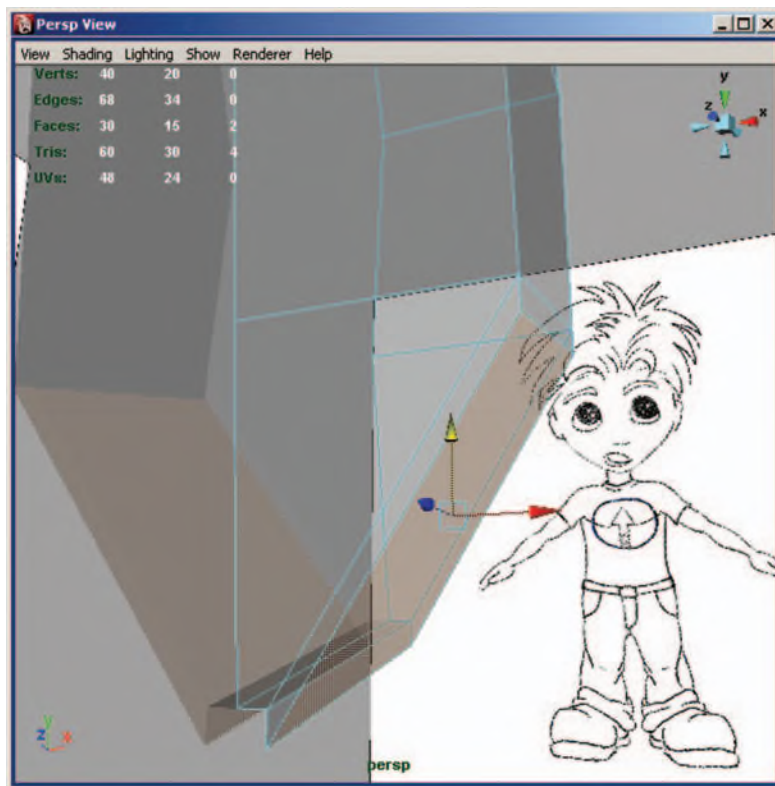 Persp View
View Shading Lighting Show Renderer Help
Verts: 40 20 0
Edges: 68 34 0
Faces: 30 15 2
Tris: 60 30 4
UVs: 48 24 0
y
z x
y
z x
persp